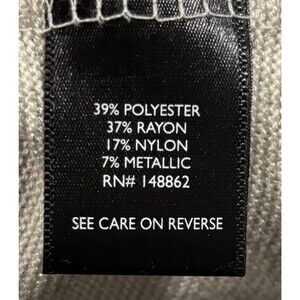 39% POLYESTER
37% RAYON
17% NYLON
7% METALLIC
RN# 148862
SEE CARE ON REVERSE